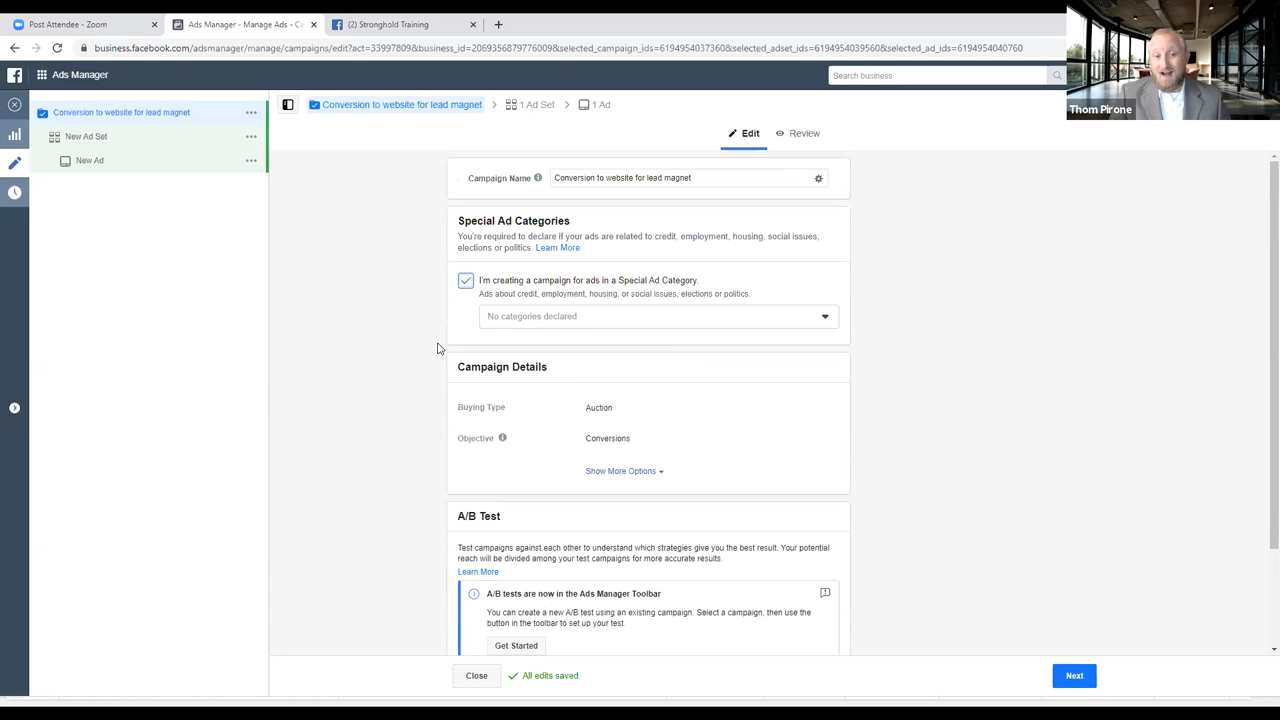 Post Attendee - Zoom
Ads Manager - Manage Ads - Ca
(2) Stronghold Training
business.facebook.com/adsmanager/manage/campaigns/edit?act=33997809&business_id=2069356879776009&selected_campaign_ids=6194954037360&selected_adset_ids=6194954039560&selected_ad_ids=6194954040760
Ads Manager
Search business
Thom Pirone
Conversion to website for lead magnet
New Ad Set
New Ad
Conversion to website for lead magnet
1 Ad Set
1 Ad
Edit
Review
Campaign Name
Conversion to website for lead magnet
Special Ad Categories
You're required to declare if your ads are related to credit, employment, housing, social issues,
elections or politics. Learn More
I'm creating a campaign for ads in a Special Ad Category.
Ads about credit, employment, housing, or social issues, elections or politics.
No categories declared
Campaign Details
Buying Type
Auction
Objective
Conversions
Show More Options
A/B Test
Test campaigns against each other to understand which strategies give you the best result. Your potential
reach will be divided among your test campaigns for more accurate results.
Learn More
A/B tests are now in the Ads Manager Toolbar
You can create a new A/B test using an existing campaign. Select a campaign, then use the
button in the toolbar to set up your test.
Get Started
Close
All edits saved
Next